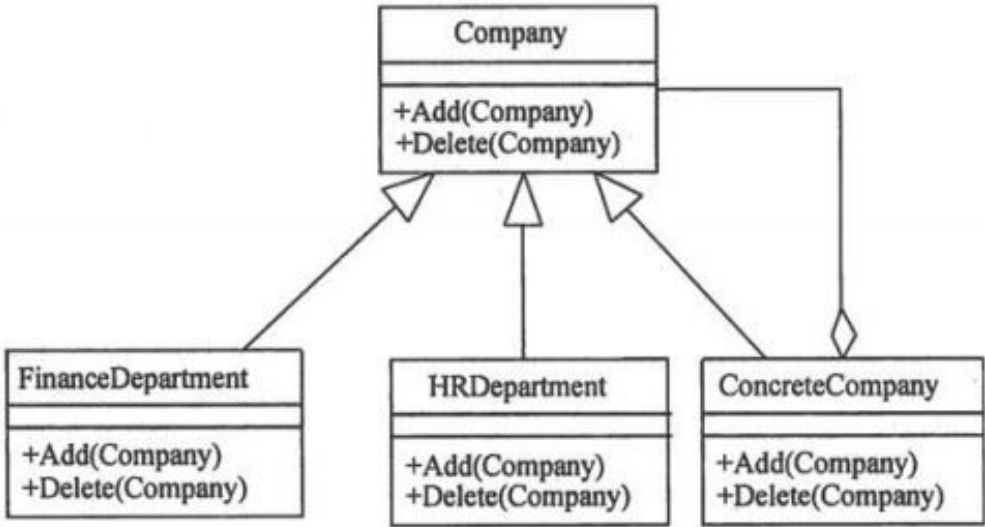 Company
+Add(Company)
+Delete(Company)
FinanceDepartment
+Add(Company)
+Delete(Company)
HRDepartment
+Add(Company)
+Delete(Company)
ConcreteCompany
+Add(Company)
+Delete(Company)